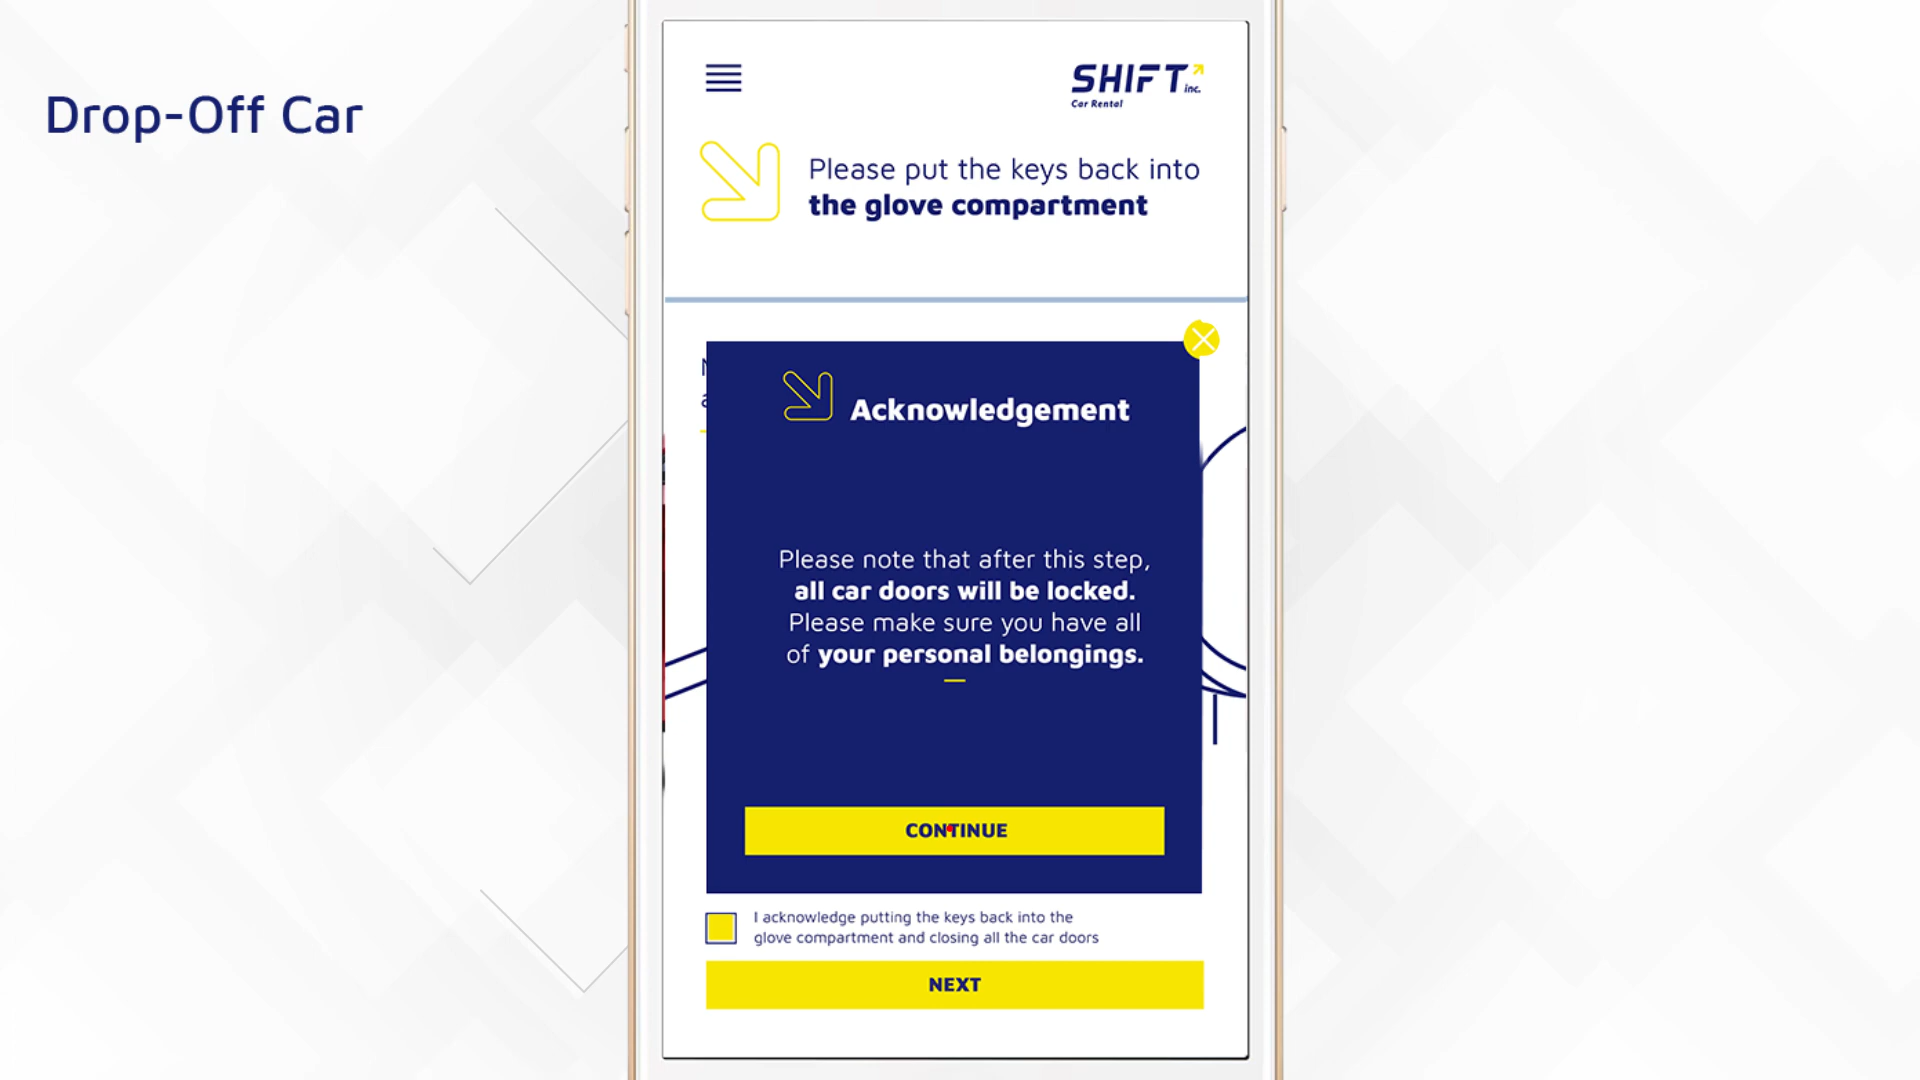 Drop-Off Car
SHIFT inc.
Car Rental
Please put the keys back into
the glove compartment
Acknowledgement
Please note that after this step,
all car doors will be locked.
Please make sure you have all
of your personal belongings.
CONTINUE
I acknowledge putting the keys back into the
glove compartment and closing all the car doors
NEXT